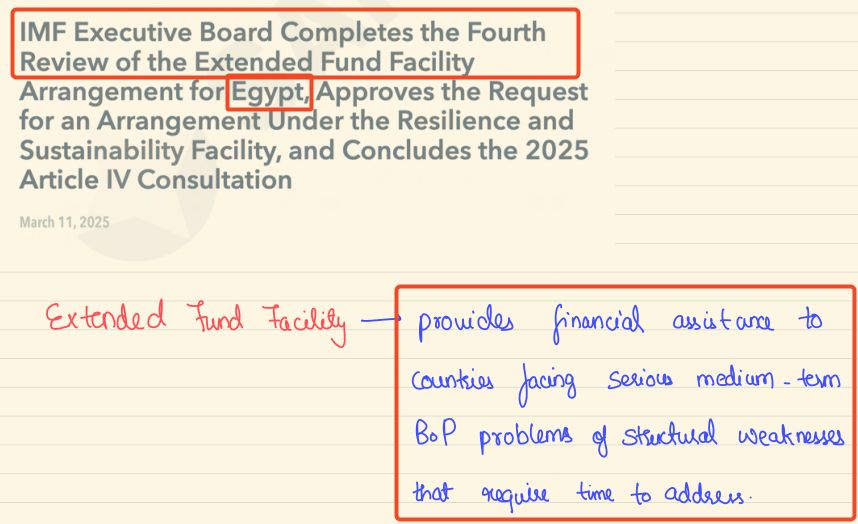 IMF Executive Board Completes the Fourth
Review of the Extended Fund Facility
Arrangement for Egypt, Approves the Request
for an Arrangement Under the Resilience and
Sustainability Facility, and Concludes the 2025
Article IV Consultation
March 11, 2025
Extended Fund Facility → provides financial assistance to
countries facing serious medium-term
BoP problems of structural weaknesses
that require time to address.